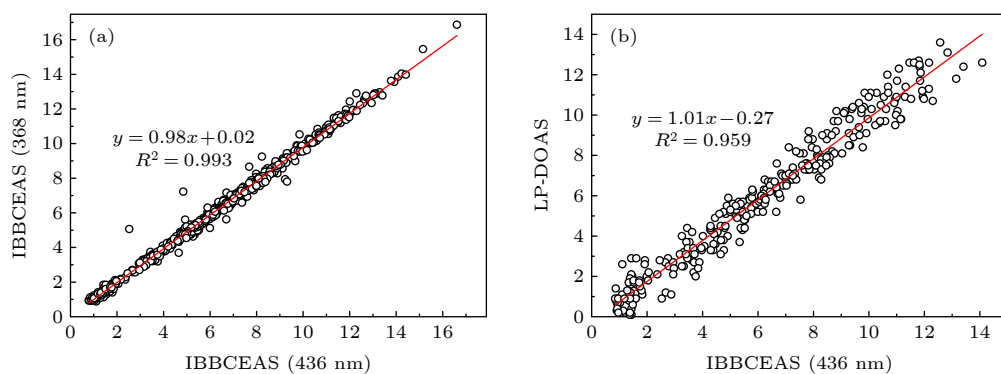 (a)
y = 0.98x+0.02
R² = 0.993
IBBCEAS (368 nm)
16
14
12
10
8
6
4
2
0
0 2 4 6 8 10 12 14 16
IBBCEAS (436 nm)
(b)
y = 1.01x−0.27
R² = 0.959
LP-DOAS
14
12
10
8
6
4
2
0
0 2 4 6 8 10 12 14
IBBCEAS (436 nm)